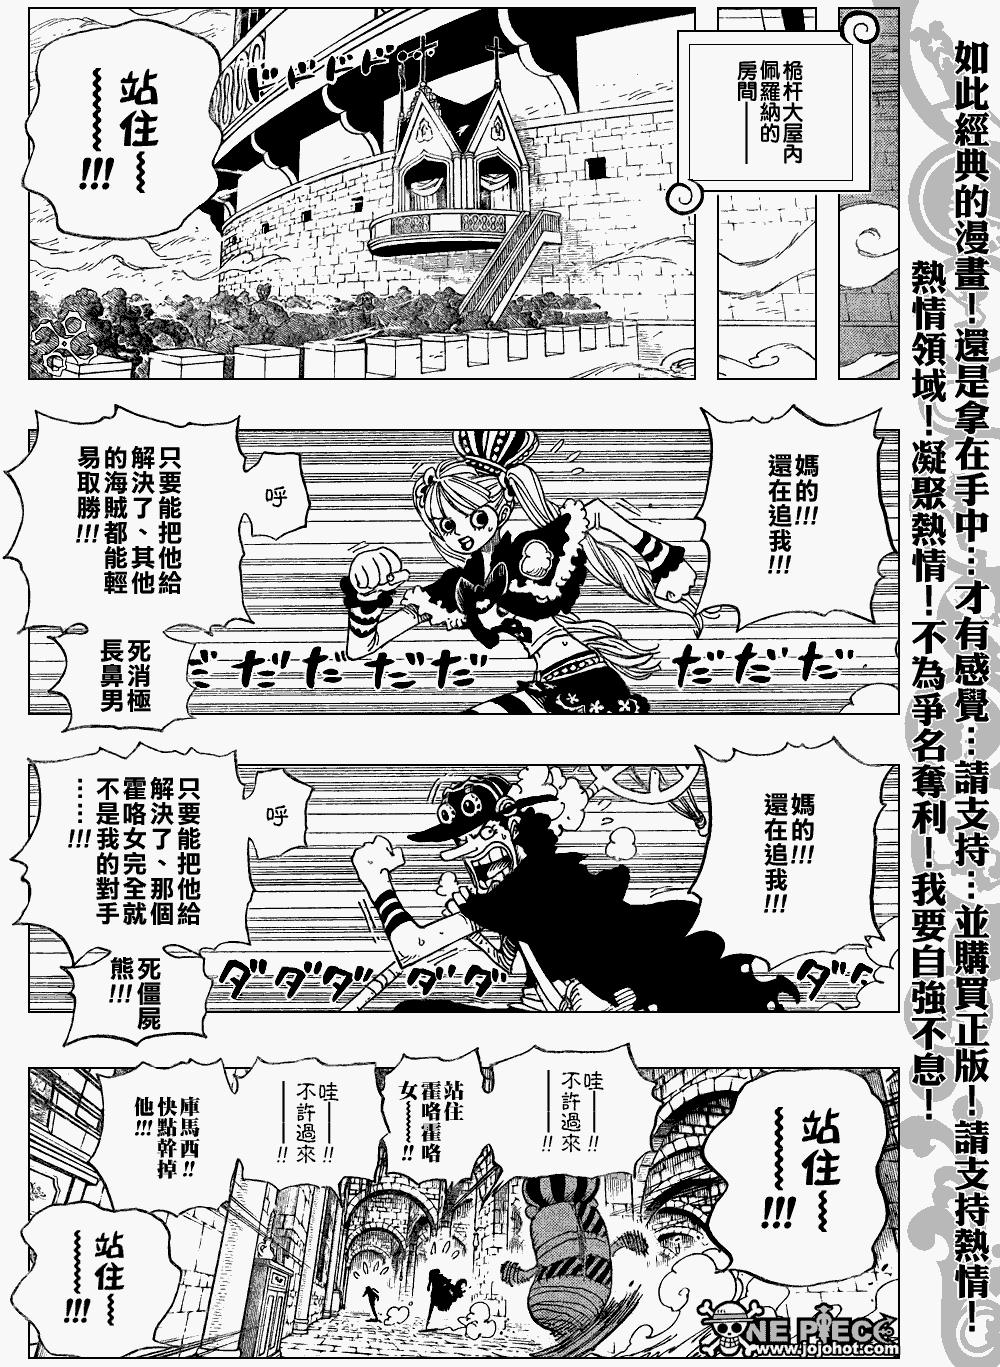 桅杆大屋內
佩羅納的
房間——
站住~~!!!
ドドドドド
媽的!!!
還在追我!!!
呼
只要能把他給
解決了、其他
的海賊都能輕
易取勝!!!
死消極
長鼻男
だだだだ
だだだ
媽的!!!
還在追我!!!
呼
只要能把他給
解決了、那個
霍咯女完全就
不是我的對手
……!!!
死僵屍
熊!!!
ダダダダダダダ
站住~~!!!
哇——
不許過來
——!!
站住
霍咯霍咯
女~~!!
哇——
不許過來
——!!
庫馬西!!
快點幹掉
他!!!
站住~~!!!
ONE PIECE
www.jojohot.com
如此經典的漫畫!還是拿在手中…才有感覺…請支持…並購買正版!請支持熱情!
熱情領域!凝聚熱情!不為爭名奪利!我要自強不息!